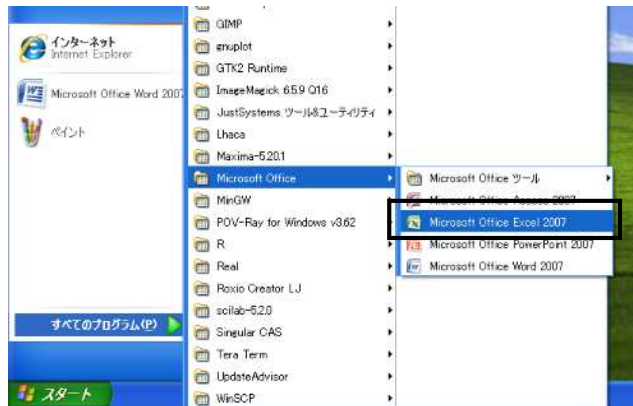 インターネット
Internet Explorer
Microsoft Office Word 2007
ペイント
すべてのプログラム(P)
スタート
GIMP
gnuplot
GTK2 Runtime
ImageMagick 6.5.9 Q16
JustSystems ツール&ユーティリティ
Lhaca
Maxima-5.20.1
Microsoft Office
MinGW
POV-Ray for Windows v3.62
R
Real
Roxio Creator LJ
scilab-5.2.0
Singular CAS
Tera Term
UpdateAdvisor
WinSCP
Microsoft Office ツール
Microsoft Office Access 2007
Microsoft Office Excel 2007
Microsoft Office PowerPoint 2007
Microsoft Office Word 2007